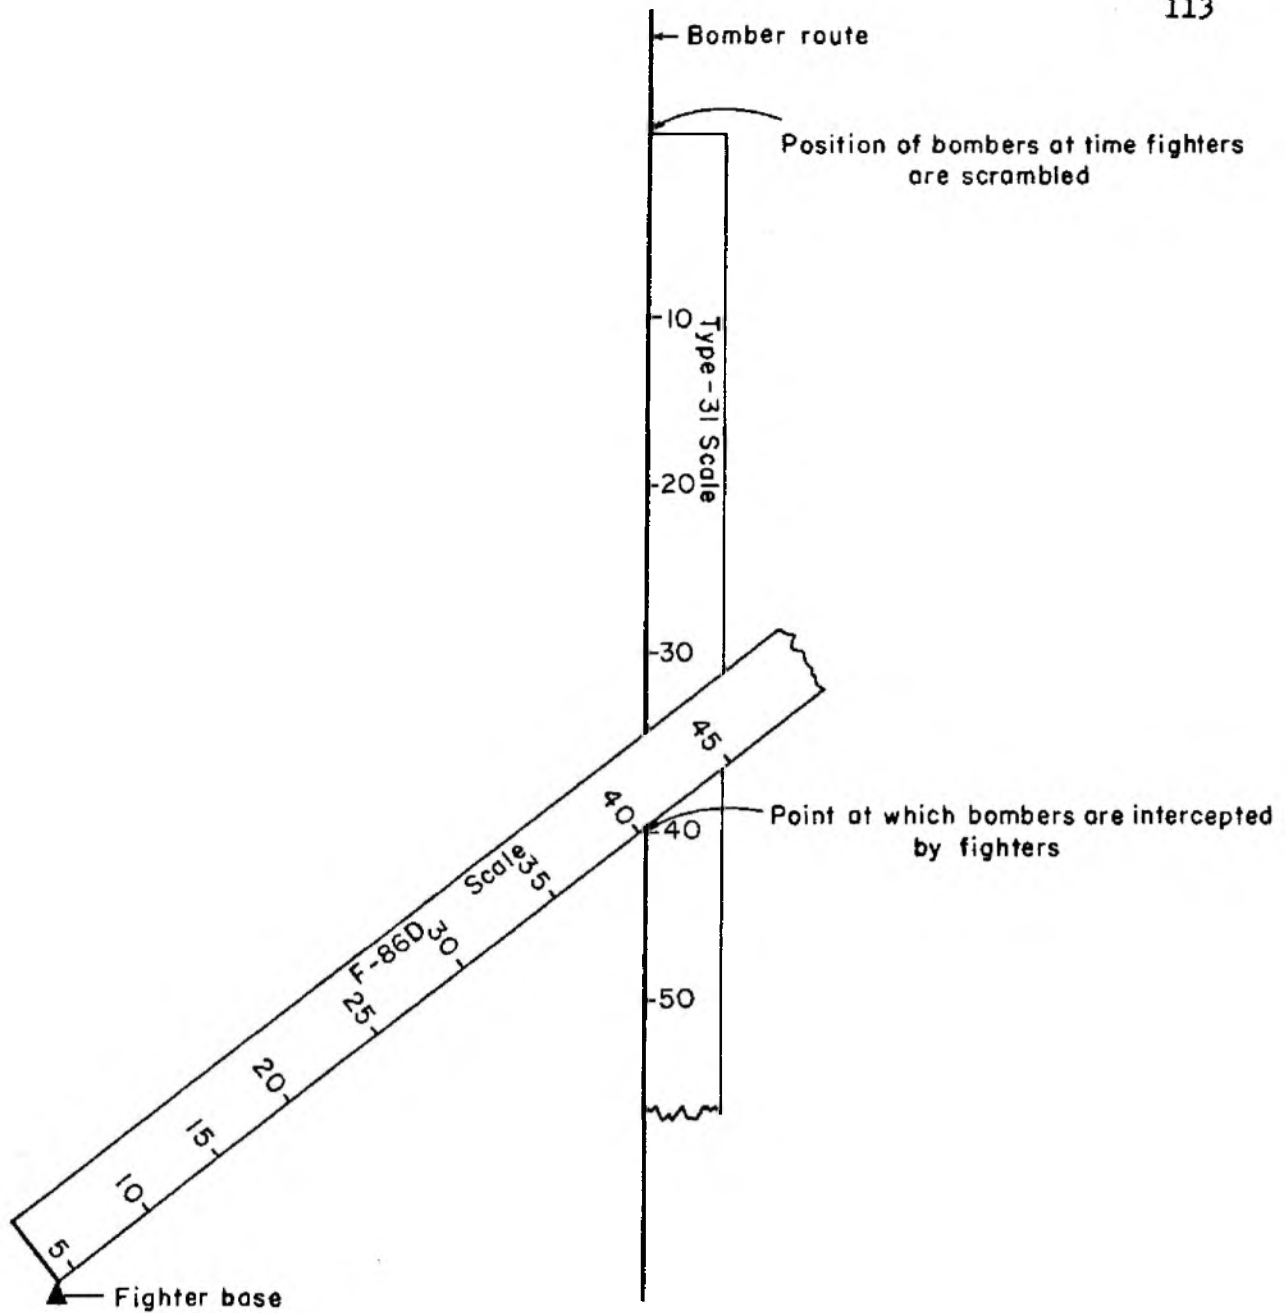 113
Bomber route
Position of bombers at time fighters
are scrambled
10
Type-31 Scale
20
30
45
40
40
Point at which bombers are intercepted
by fighters
35
F-86D Scale
30
25
50
20
15
10
5
Fighter base